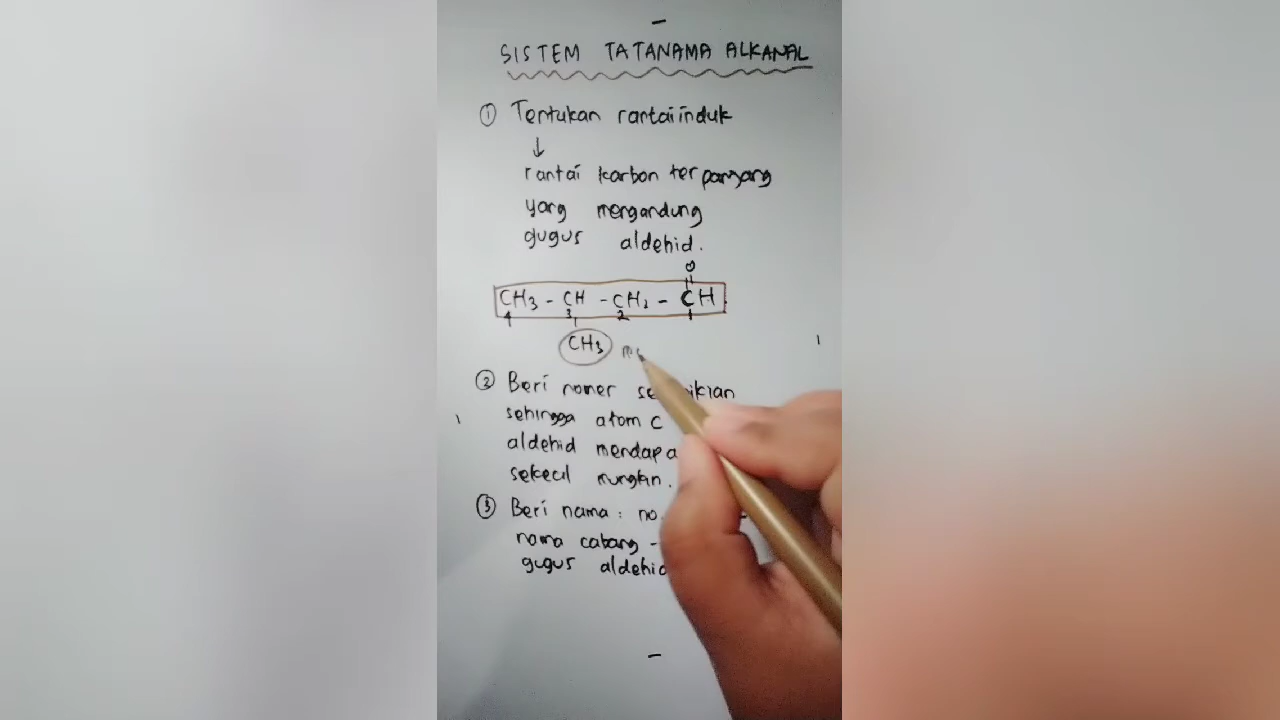 SISTEM TATANAMA ALKANAL
① Tentukan rantai induk
↓
rantai karbon terpanjang
yang mengandung
gugus aldehid.
O
CH3 - CH - CH2 - CH
4 3 2 1
CH3
② Beri nomer
sehingga atom C
aldehid
sekecil mungkin.
③ Beri nama: no.
nama cabang -
gugus